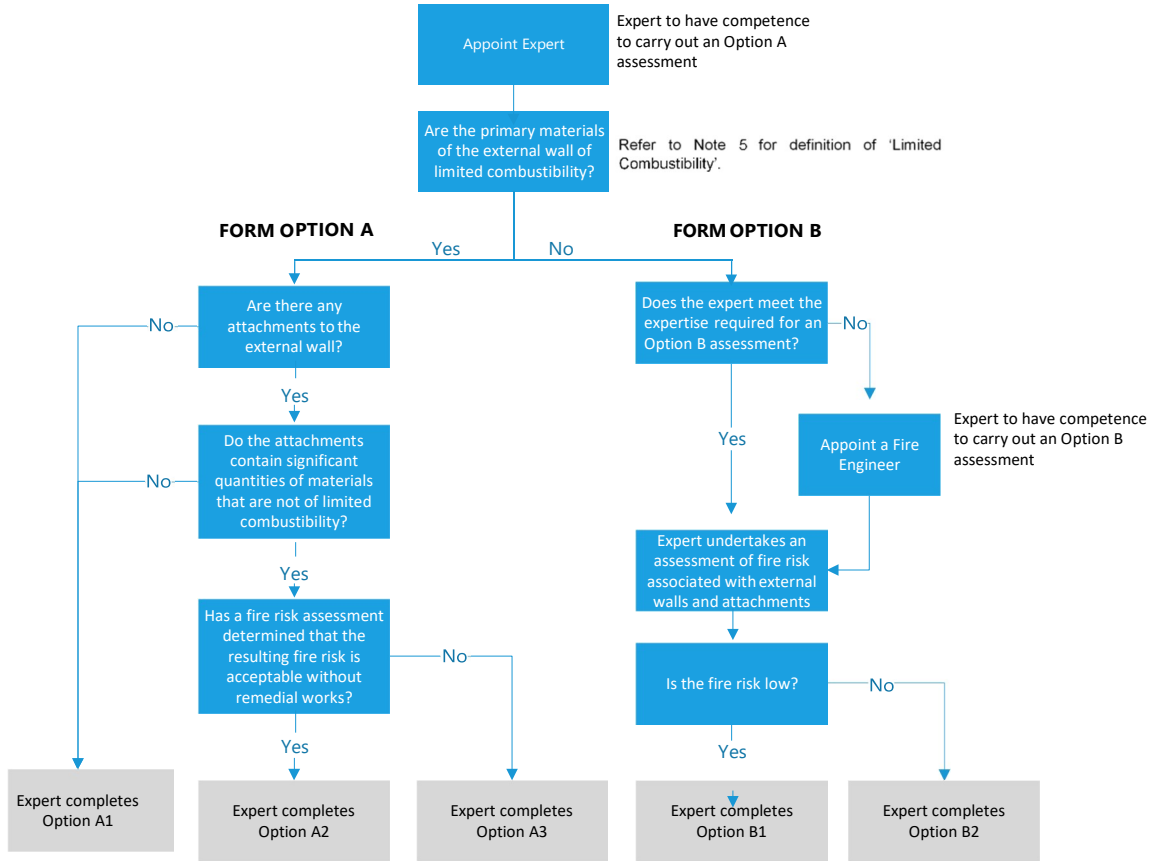 Appoint Expert
Expert to have competence
to carry out an Option A
assessment
Are the primary materials
of the external wall of
limited combustibility?
Refer to Note 5 for definition of 'Limited
Combustibility'.
FORM OPTION A
FORM OPTION B
Yes
No
Are there any
attachments to the
external wall?
No
Does the expert meet the
expertise required for an
Option B assessment?
No
Yes
Do the attachments
contain significant
quantities of materials
that are not of limited
combustibility?
No
Yes
Appoint a Fire
Engineer
Expert to have competence
to carry out an Option B
assessment
Expert undertakes an
assessment of fire risk
associated with external
walls and attachments
Yes
Has a fire risk assessment
determined that the
resulting fire risk is
acceptable without
remedial works?
No
Is the fire risk low?
No
Yes
Yes
Expert completes
Option A1
Expert completes
Option A2
Expert completes
Option A3
Expert completes
Option B1
Expert completes
Option B2